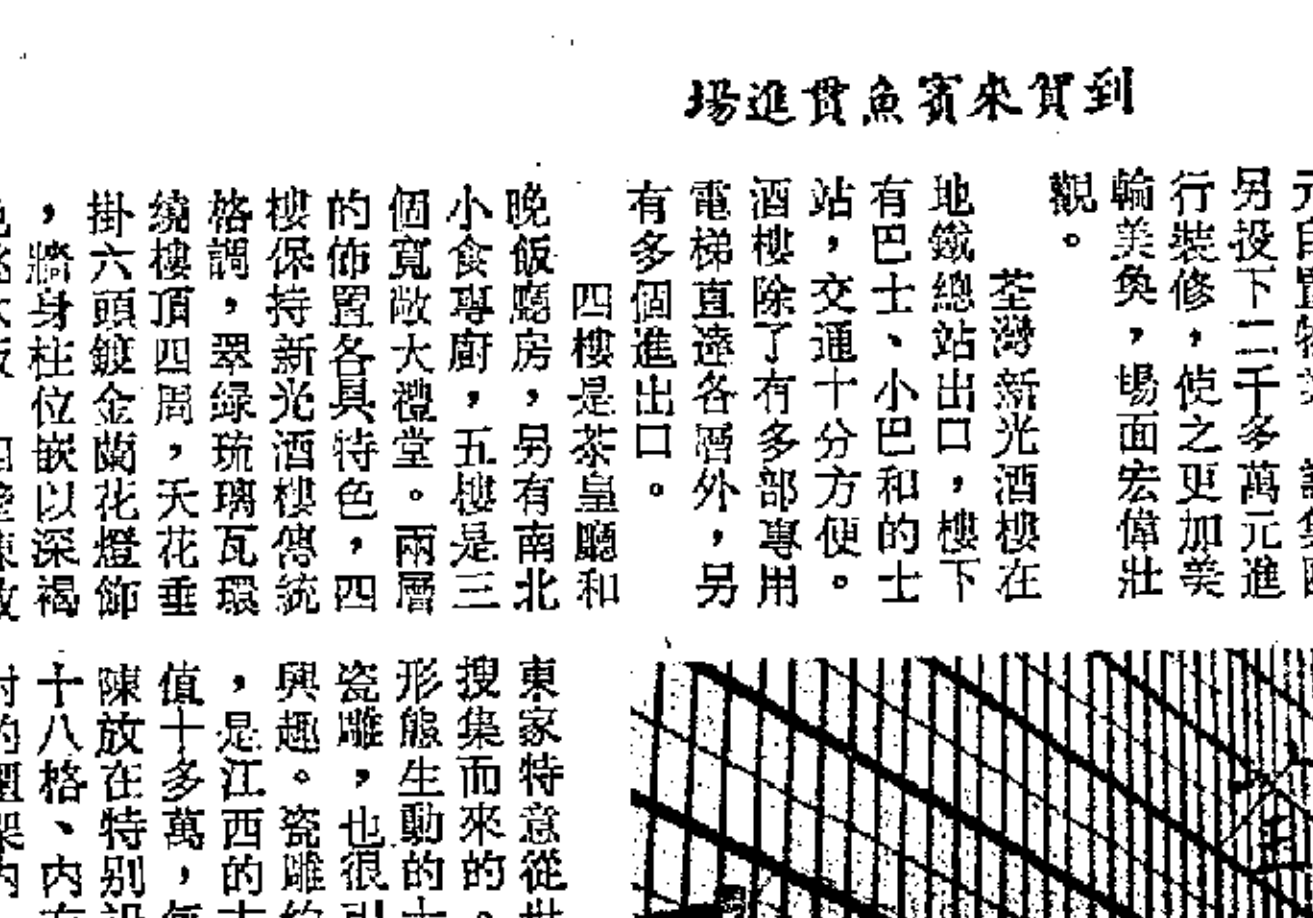 到賀來賓魚貫進場
另投下二千多萬元進
行裝修，使之更加美
輪美奐，場面宏偉壯
觀。
荃灣新光酒樓在
地鐵總站出口，樓下
有巴士、小巴和的士
站，交通十分方便。
酒樓除了有多部專用
電梯直達各層外，另
有多個進出口。
四樓是茶皇廳和
晚飯廳房，另有南北
小食專廚，五樓是三
個寬敞大禮堂。兩層
的佈置各具特色，四
樓保持新光酒樓傳統
格調，翠綠琉璃瓦環
繞樓頂四周，天花垂
掛六頭鍍金蘭花燈飾
，牆身柱位嵌以深褐
東家特意從世
搜集而來的。
形態生動的十
瓷雕，也很引
興趣。瓷雕約
，是江西的古
值十多萬，每
陳放在特別設
十八格、內